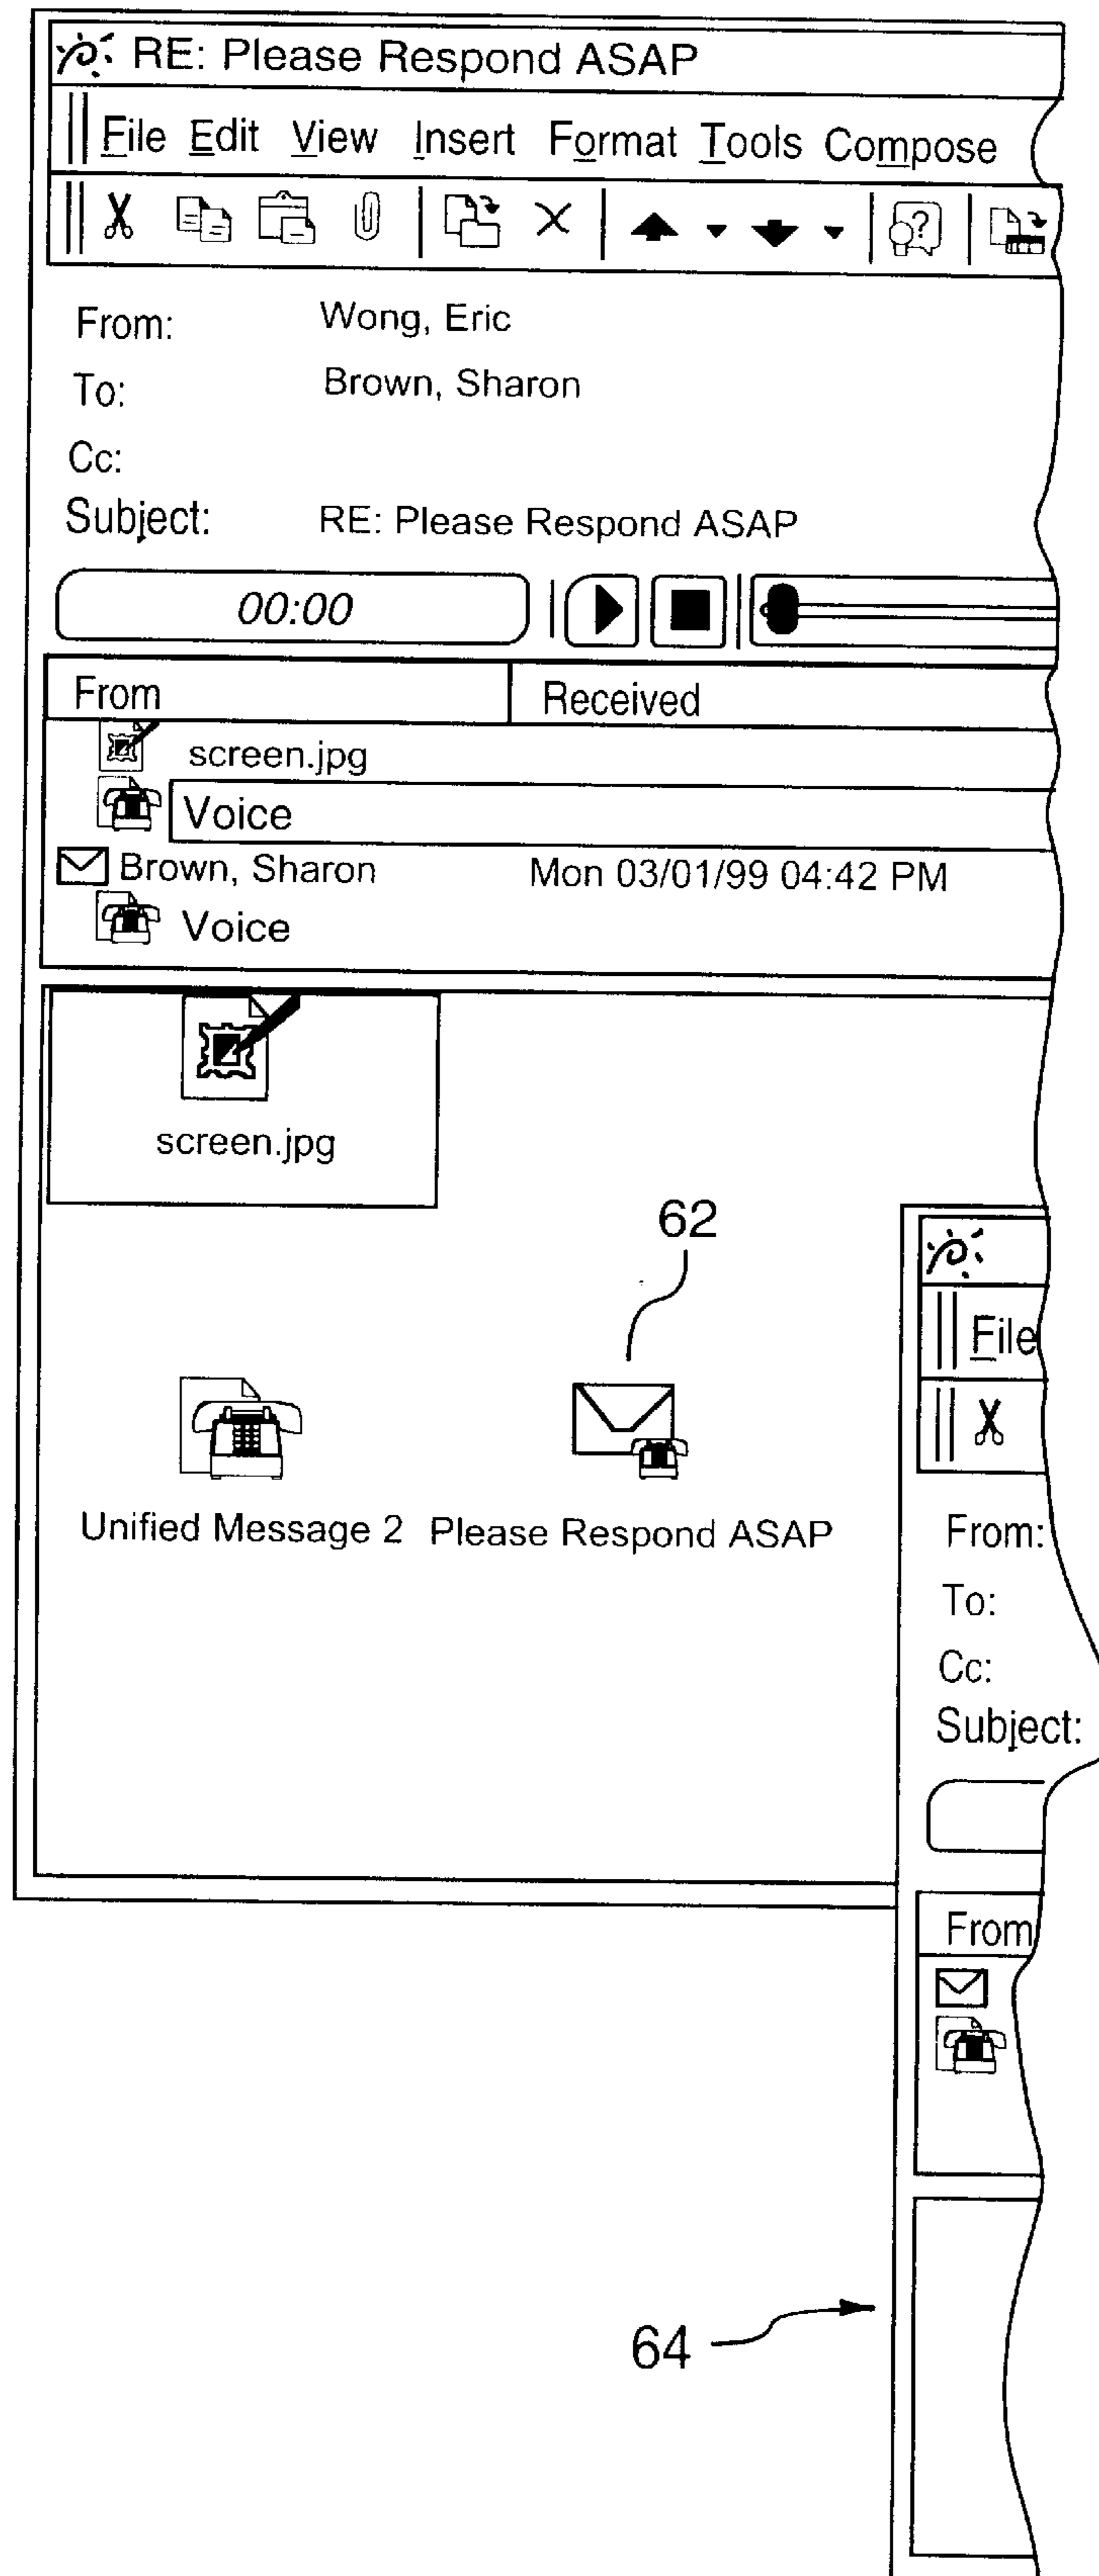 RE: Please Respond ASAP
File Edit View Insert Format Tools Compose
From: Wong, Eric
To: Brown, Sharon
Cc:
Subject: RE: Please Respond ASAP
00:00
From Received
screen.jpg
Voice
Brown, Sharon Mon 03/01/99 04:42 PM
Voice
screen.jpg
62
File
Unified Message 2 Please Respond ASAP
From:
To:
Cc:
Subject:
From
64